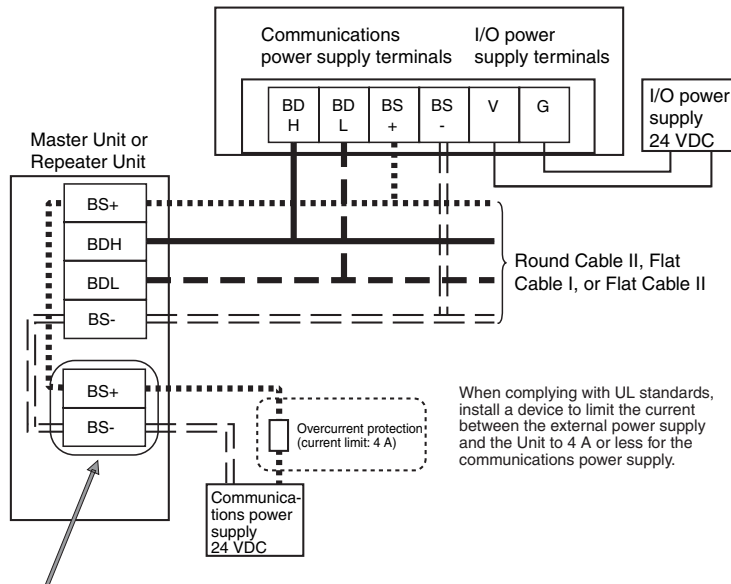 Communications
power supply terminals
I/O power
supply terminals
BD
H
BD
L
BS
+
BS
-
V
G
I/O power
supply
24 VDC
Master Unit or
Repeater Unit
BS+
BDH
BDL
BS-
Round Cable II, Flat
Cable I, or Flat Cable II
BS+
BS-
Overcurrent protection
(current limit: 4 A)
When complying with UL standards,
install a device to limit the current
between the external power supply
and the Unit to 4 A or less for the
communications power supply.
Communica-
tions power
supply
24 VDC